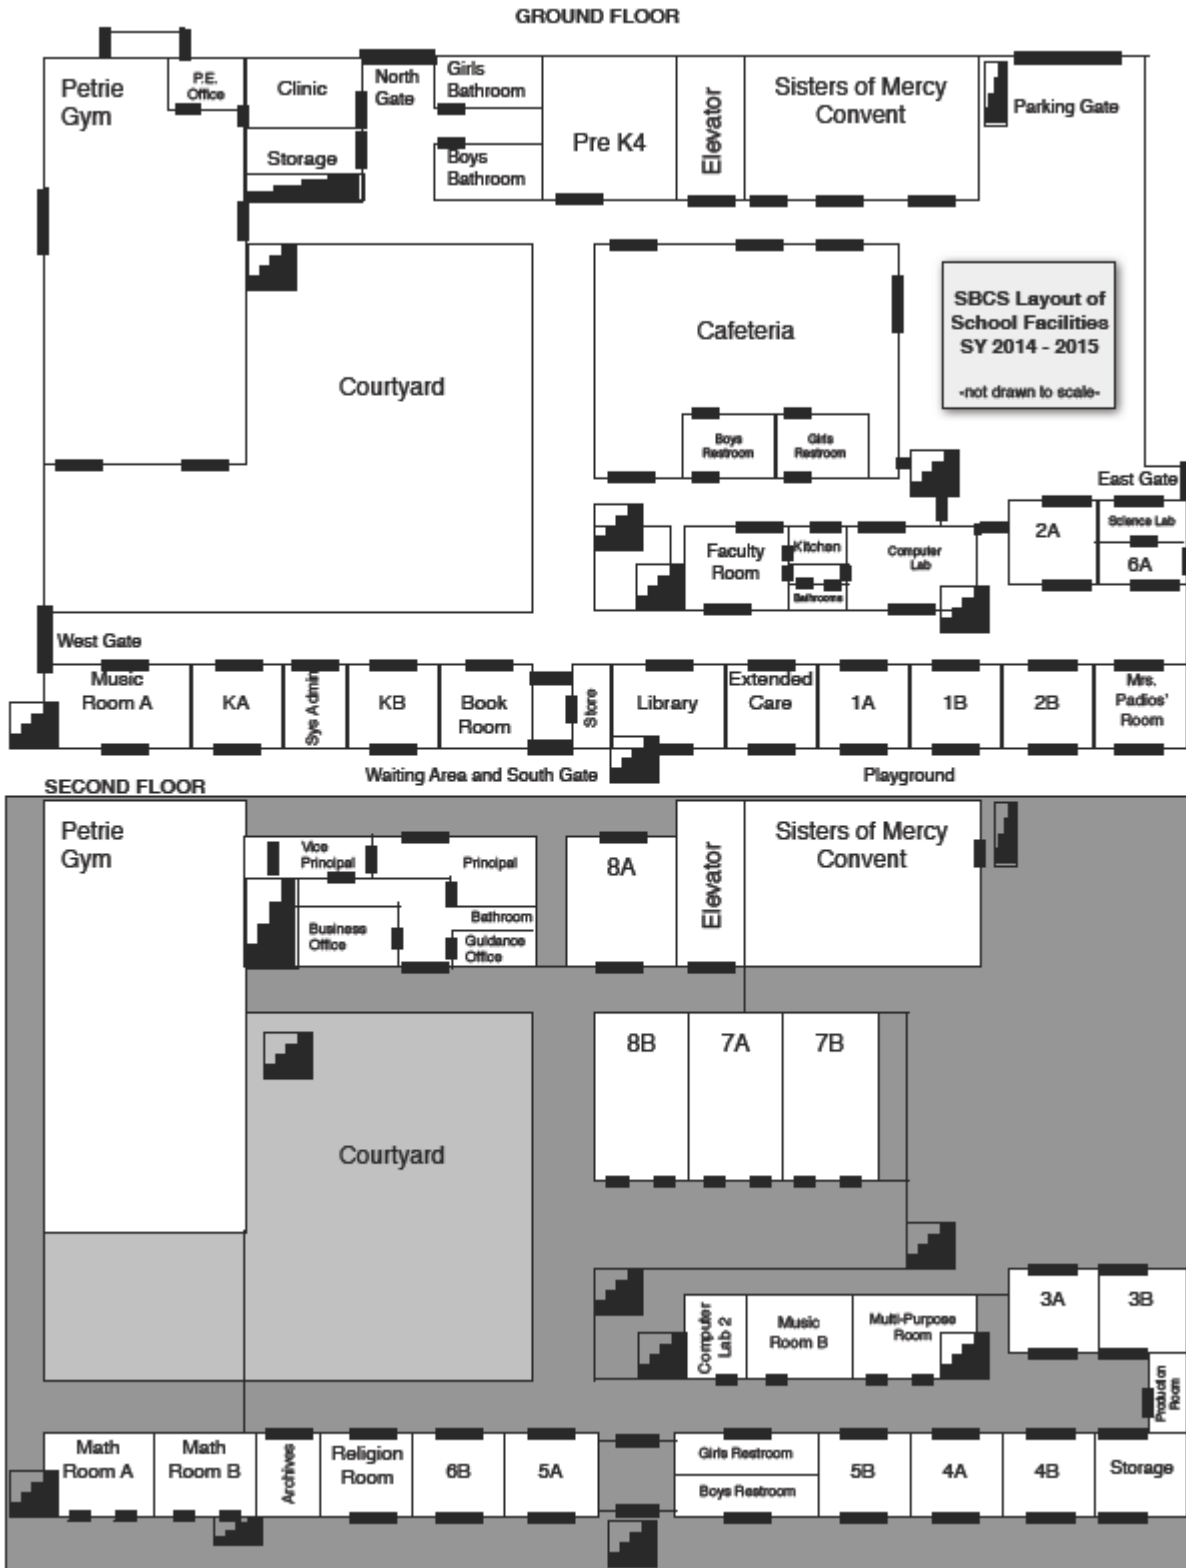 GROUND FLOOR
Petrie
Gym
P.E.
Office
Clinic
Storage
North
Gate
Girls
Bathroom
Boys
Bathroom
Pre K4
Elevator
Sisters of Mercy
Convent
Parking Gate
Courtyard
Cafeteria
Boys
Restroom
Girls
Restroom
SBCS Layout of
School Facilities
SY 2014 - 2015
-not drawn to scale-
East Gate
Faculty
Room
Kitchen
Bathrooms
Computer
Lab
2A
Science Lab
6A
West Gate
Music
Room A
KA
Sys Admin
KB
Book
Room
Store
Library
Extended
Care
1A
1B
2B
Mrs.
Padios'
Room
Waiting Area and South Gate
Playground
SECOND FLOOR
Petrie
Gym
Vice
Principal
Principal
Business
Office
Bathroom
Guidance
Office
8A
Elevator
Sisters of Mercy
Convent
Courtyard
8B
7A
7B
Computer
Lab 2
Music
Room B
Multi-Purpose
Room
3A
3B
Production
Room
Math
Room A
Math
Room B
Archives
Religion
Room
6B
5A
Girls Restroom
Boys Restroom
5B
4A
4B
Storage